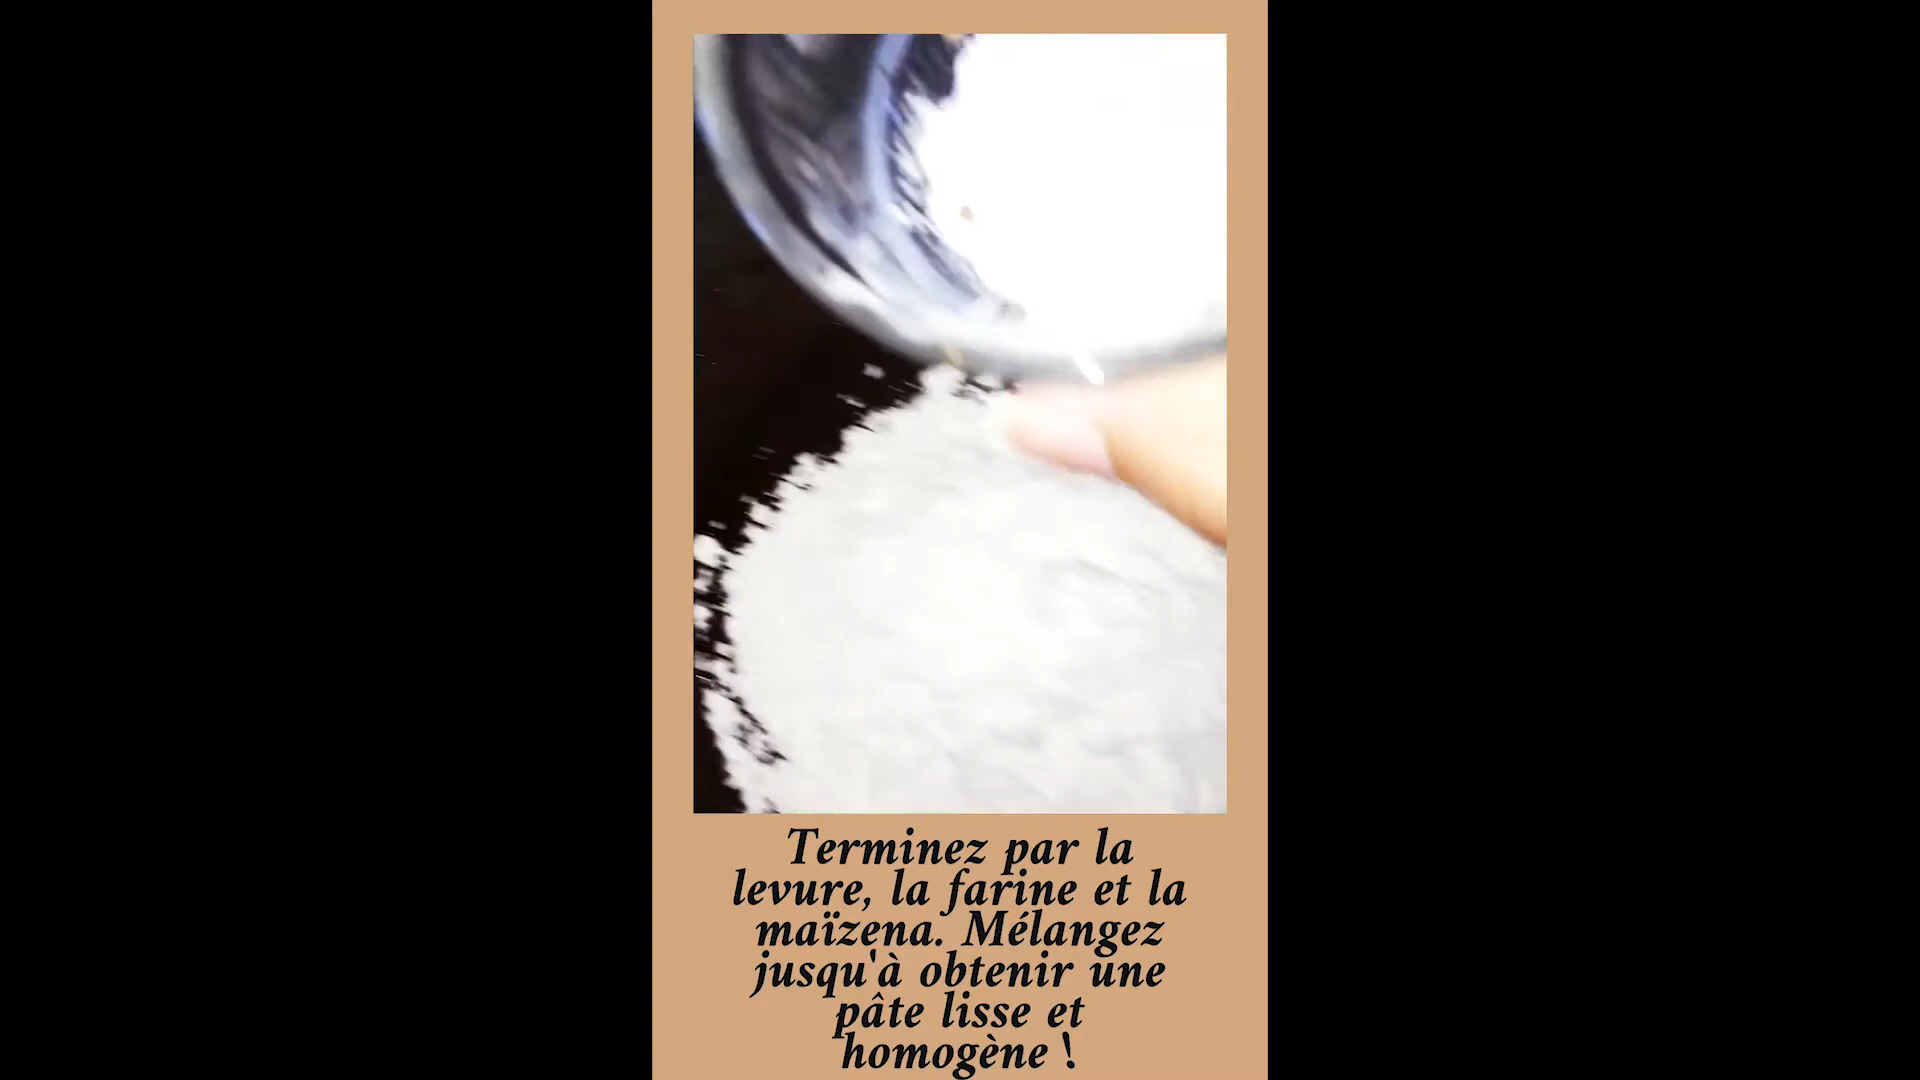 Terminez par la
levure, la farine et la
maïzena. Mélangez
jusqu'à obtenir une
pâte lisse et
homogène !